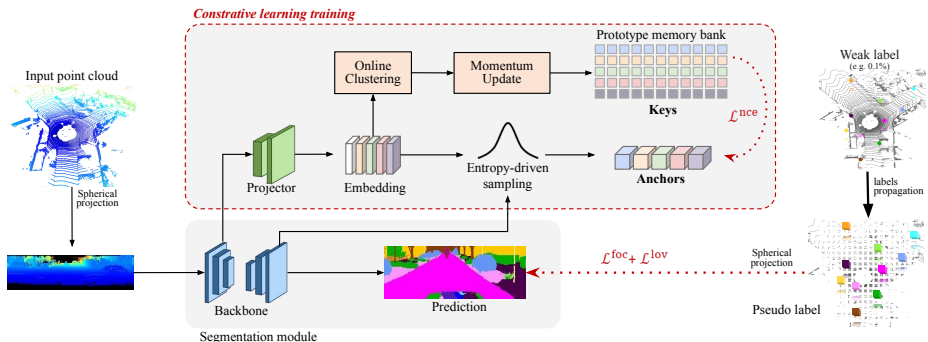 Constrative learning training
Prototype memory bank
Online
Clustering
Momentum
Update
Keys
ℒⁿᶜᵉ
Weak label
(e.g. 0,1%)
Input point cloud
Projector
Embedding
Entropy-driven
sampling
Anchors
Spherical
projection
labels
propagation
Backbone
Prediction
Segmentation module
ℒᶠᵒᶜ+ ℒˡᵒᵛ
Spherical
projection
Pseudo label